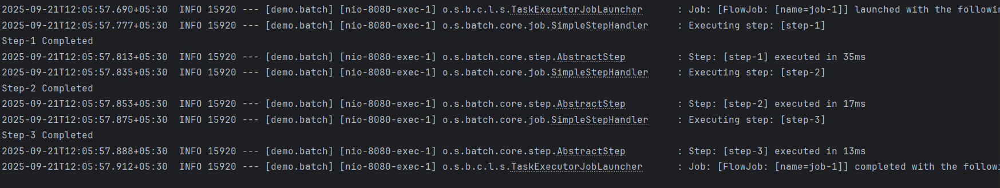 2025-09-21T12:05:57.690+05:30  INFO 15920 --- [demo.batch] [nio-8080-exec-1] o.s.b.c.l.s.TaskExecutorJobLauncher      : Job: [FlowJob: [name=job-1]] launched with the followin
2025-09-21T12:05:57.777+05:30  INFO 15920 --- [demo.batch] [nio-8080-exec-1] o.s.batch.core.job.SimpleStepHandler     : Executing step: [step-1]
Step-1 Completed
2025-09-21T12:05:57.813+05:30  INFO 15920 --- [demo.batch] [nio-8080-exec-1] o.s.batch.core.step.AbstractStep         : Step: [step-1] executed in 35ms
2025-09-21T12:05:57.835+05:30  INFO 15920 --- [demo.batch] [nio-8080-exec-1] o.s.batch.core.job.SimpleStepHandler     : Executing step: [step-2]
Step-2 Completed
2025-09-21T12:05:57.853+05:30  INFO 15920 --- [demo.batch] [nio-8080-exec-1] o.s.batch.core.step.AbstractStep         : Step: [step-2] executed in 17ms
2025-09-21T12:05:57.875+05:30  INFO 15920 --- [demo.batch] [nio-8080-exec-1] o.s.batch.core.job.SimpleStepHandler     : Executing step: [step-3]
Step-3 Completed
2025-09-21T12:05:57.888+05:30  INFO 15920 --- [demo.batch] [nio-8080-exec-1] o.s.batch.core.step.AbstractStep         : Step: [step-3] executed in 13ms
2025-09-21T12:05:57.912+05:30  INFO 15920 --- [demo.batch] [nio-8080-exec-1] o.s.b.c.l.s.TaskExecutorJobLauncher      : Job: [FlowJob: [name=job-1]] completed with the followi